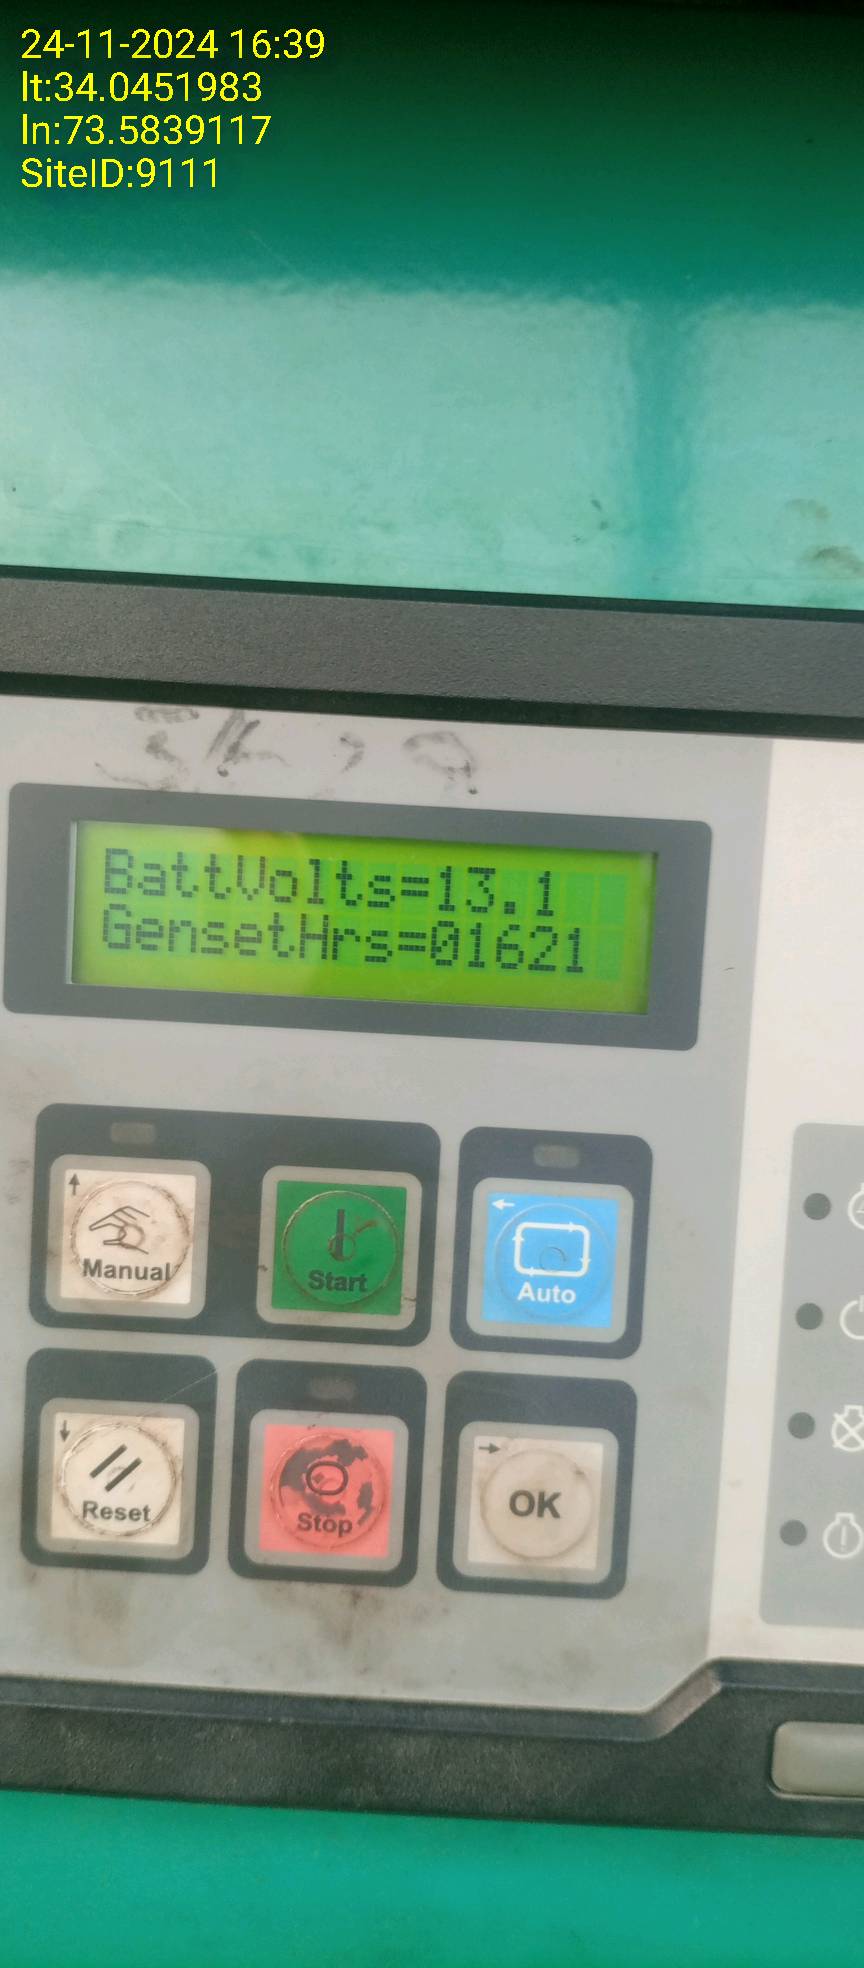 24-11-2024 16:39
lt:34.0451983
ln:73.5839117
SiteID:9111
BattVolts=13.1
GensetHrs=01621
Manual
Start
Auto
Reset
Stop
OK